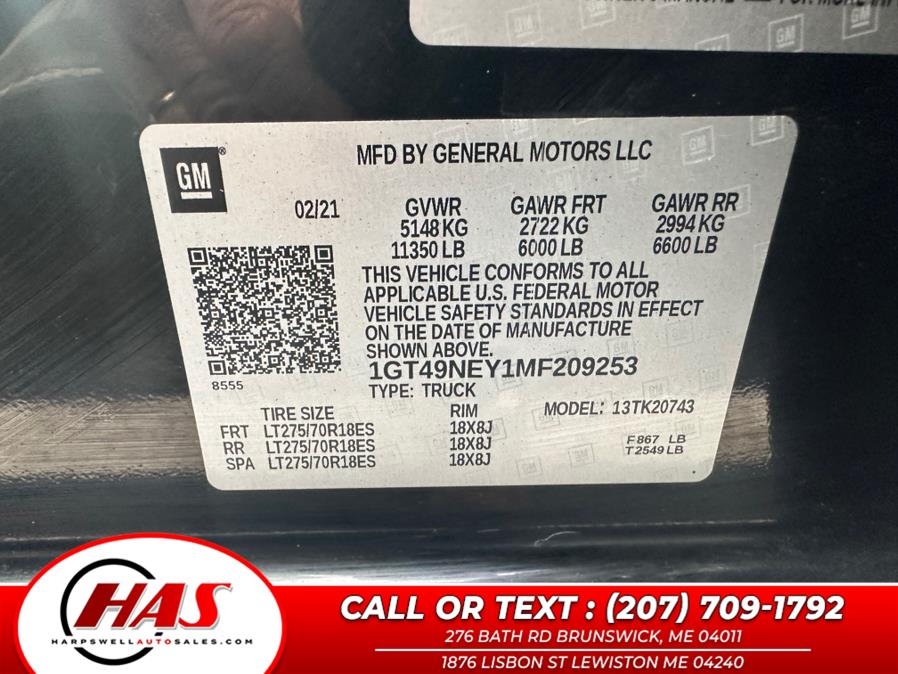 GM
MFD BY GENERAL MOTORS LLC
02/21
GVWR
5148 KG
11350 LB
GAWR FRT
2722 KG
6000 LB
GAWR RR
2994 KG
6600 LB
THIS VEHICLE CONFORMS TO ALL
APPLICABLE U.S. FEDERAL MOTOR
VEHICLE SAFETY STANDARDS IN EFFECT
ON THE DATE OF MANUFACTURE
SHOWN ABOVE.
8555
1GT49NEY1MF209253
TYPE: TRUCK
MODEL: 13TK20743
TIRE SIZE RIM
FRT LT275/70R18ES 18X8J
RR LT275/70R18ES 18X8J
SPA LT275/70R18ES 18X8J
F 867 LB
T 2549 LB
HAS
HARPSWELLAUTOSALES.COM
CALL OR TEXT : (207) 709-1792
276 BATH RD BRUNSWICK, ME 04011
1876 LISBON ST LEWISTON ME 04240